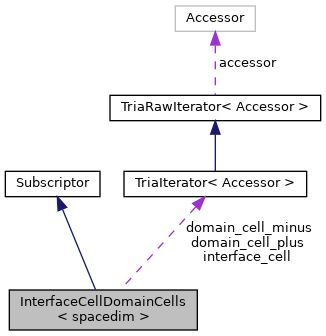 Accessor
accessor
TriaRawIterator< Accessor >
Subscriptor
TriaIterator< Accessor >
domain_cell_minus
domain_cell_plus
interface_cell
InterfaceCellDomainCells
< spacedim >